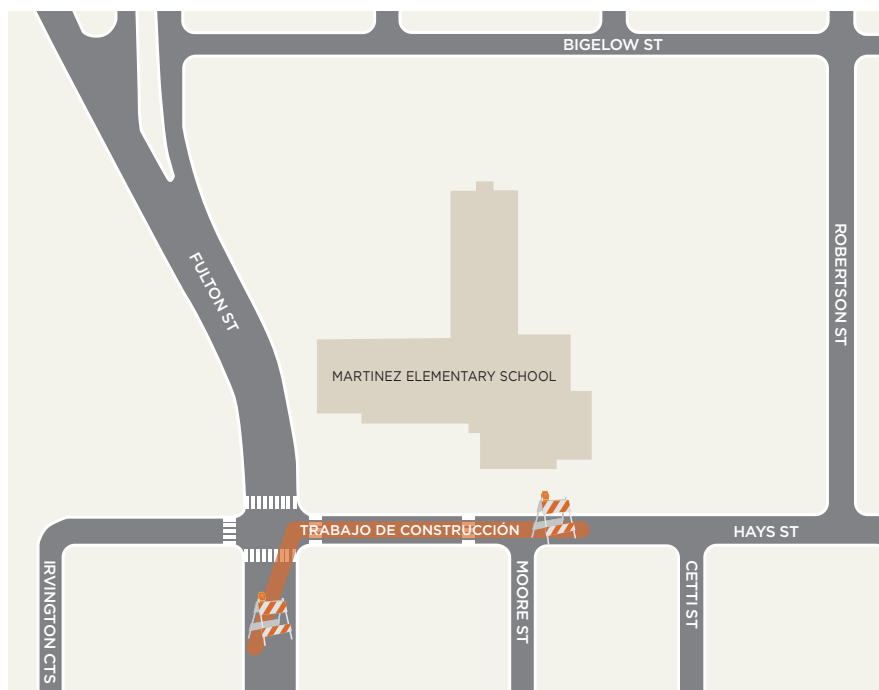 BIGELOW ST
ROBERTSON ST
FULTON ST
MARTINEZ ELEMENTARY SCHOOL
TRABAJO DE CONSTRUCCIÓN
HAYS ST
IRVINGTON CTS
MOORE ST
CETTI ST